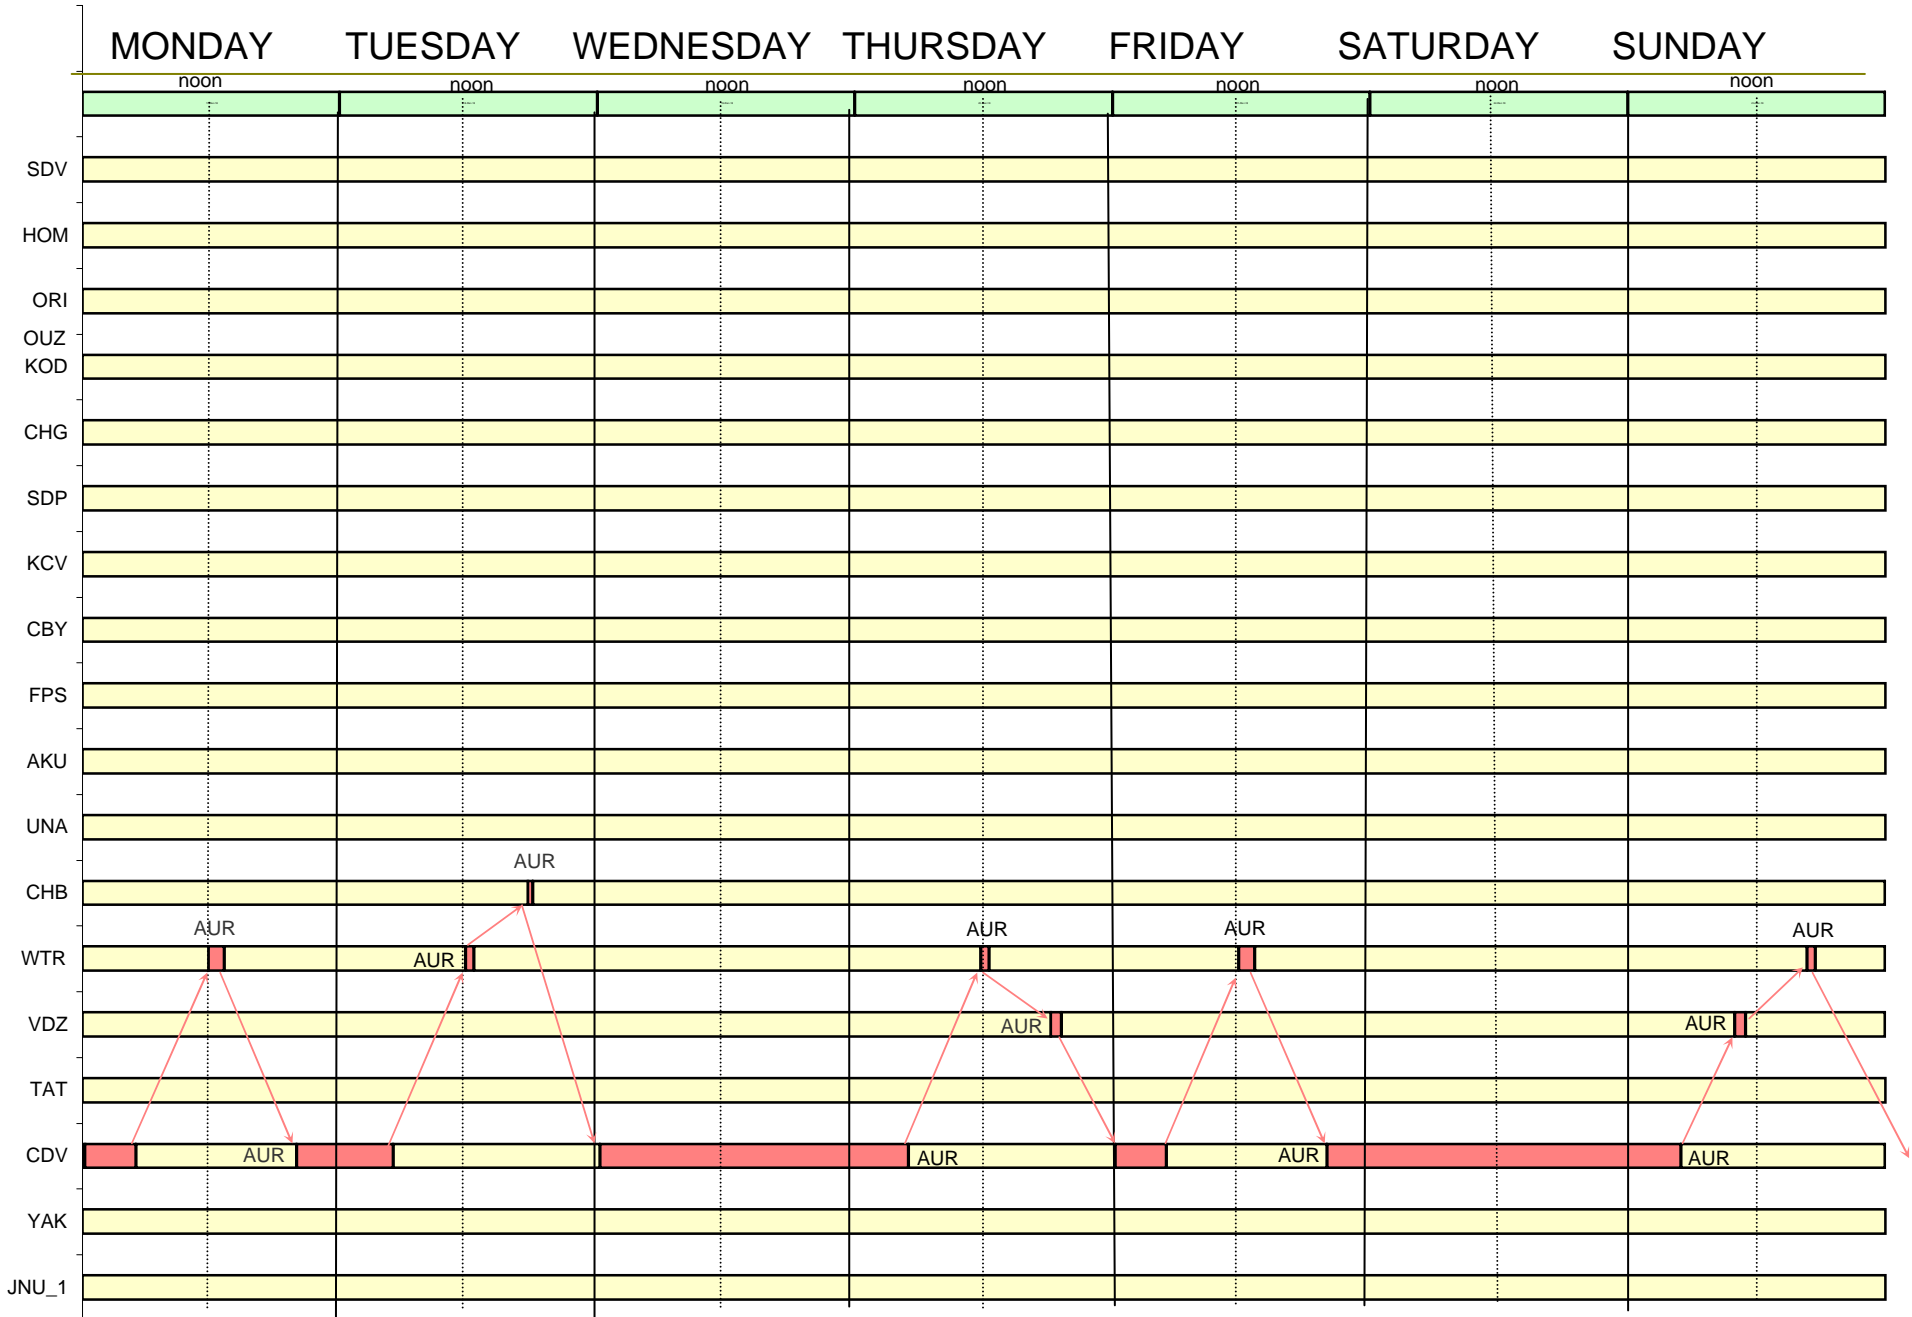 MONDAY TUESDAY WEDNESDAY THURSDAY FRIDAY SATURDAY SUNDAY
noon noon noon noon noon noon noon
SDV
HOM
ORI
OUZ
KOD
CHG
SDP
KCV
CBY
FPS
AKU
UNA
AUR
CHB
AUR AUR AUR AUR
WTR AUR
VDZ AUR AUR
TAT
CDV AUR AUR AUR AUR
YAK
JNU_1